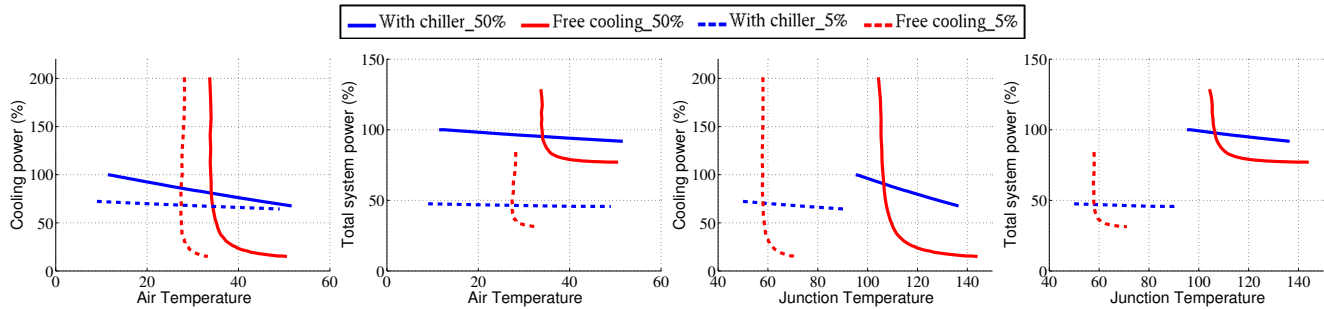 With chiller_50% Free cooling_50% With chiller_5% Free cooling_5%
Cooling power (%)
200
150
100
50
0
0 20 40 60
Air Temperature
Total system power (%)
150
100
50
0
0 20 40 60
Air Temperature
Cooling power (%)
200
150
100
50
0
40 60 80 100 120 140
Junction Temperature
Total system power (%)
150
100
50
0
40 60 80 100 120 140
Junction Temperature